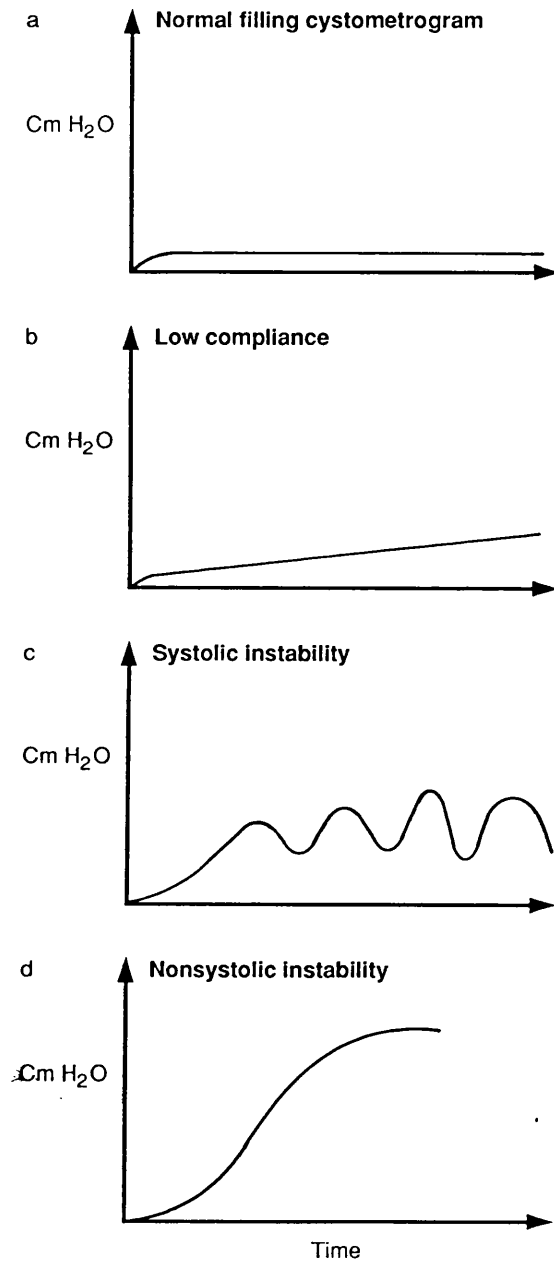 a Normal filling cystometrogram
Cm H₂O
b Low compliance
Cm H₂O
c Systolic instability
Cm H₂O
d Nonsystolic instability
Cm H₂O
Time